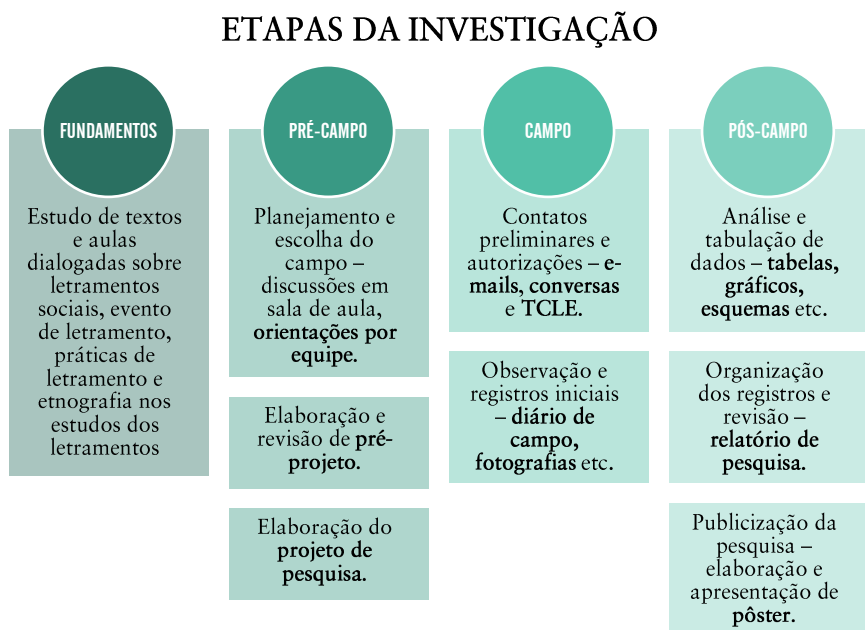 ETAPAS DA INVESTIGAÇÃO
FUNDAMENTOS
Estudo de textos
e aulas
dialogadas sobre
letramentos
sociais, evento
de letramento,
práticas de
letramento e
etnografia nos
estudos dos
letramentos
PRÉ-CAMPO
Planejamento e
escolha do
campo –
discussões em
sala de aula,
orientações por
equipe.
Elaboração e
revisão de pré-
projeto.
Elaboração do
projeto de
pesquisa.
CAMPO
Contatos
preliminares e
autorizações – e-
mails, conversas
e TCLE.
Observação e
registros iniciais
– diário de
campo,
fotografias etc.
PÓS-CAMPO
Análise e
tabulação de
dados – tabelas,
gráficos,
esquemas etc.
Organização
dos registros e
revisão –
relatório de
pesquisa.
Publicização da
pesquisa –
elaboração e
apresentação de
pôster.